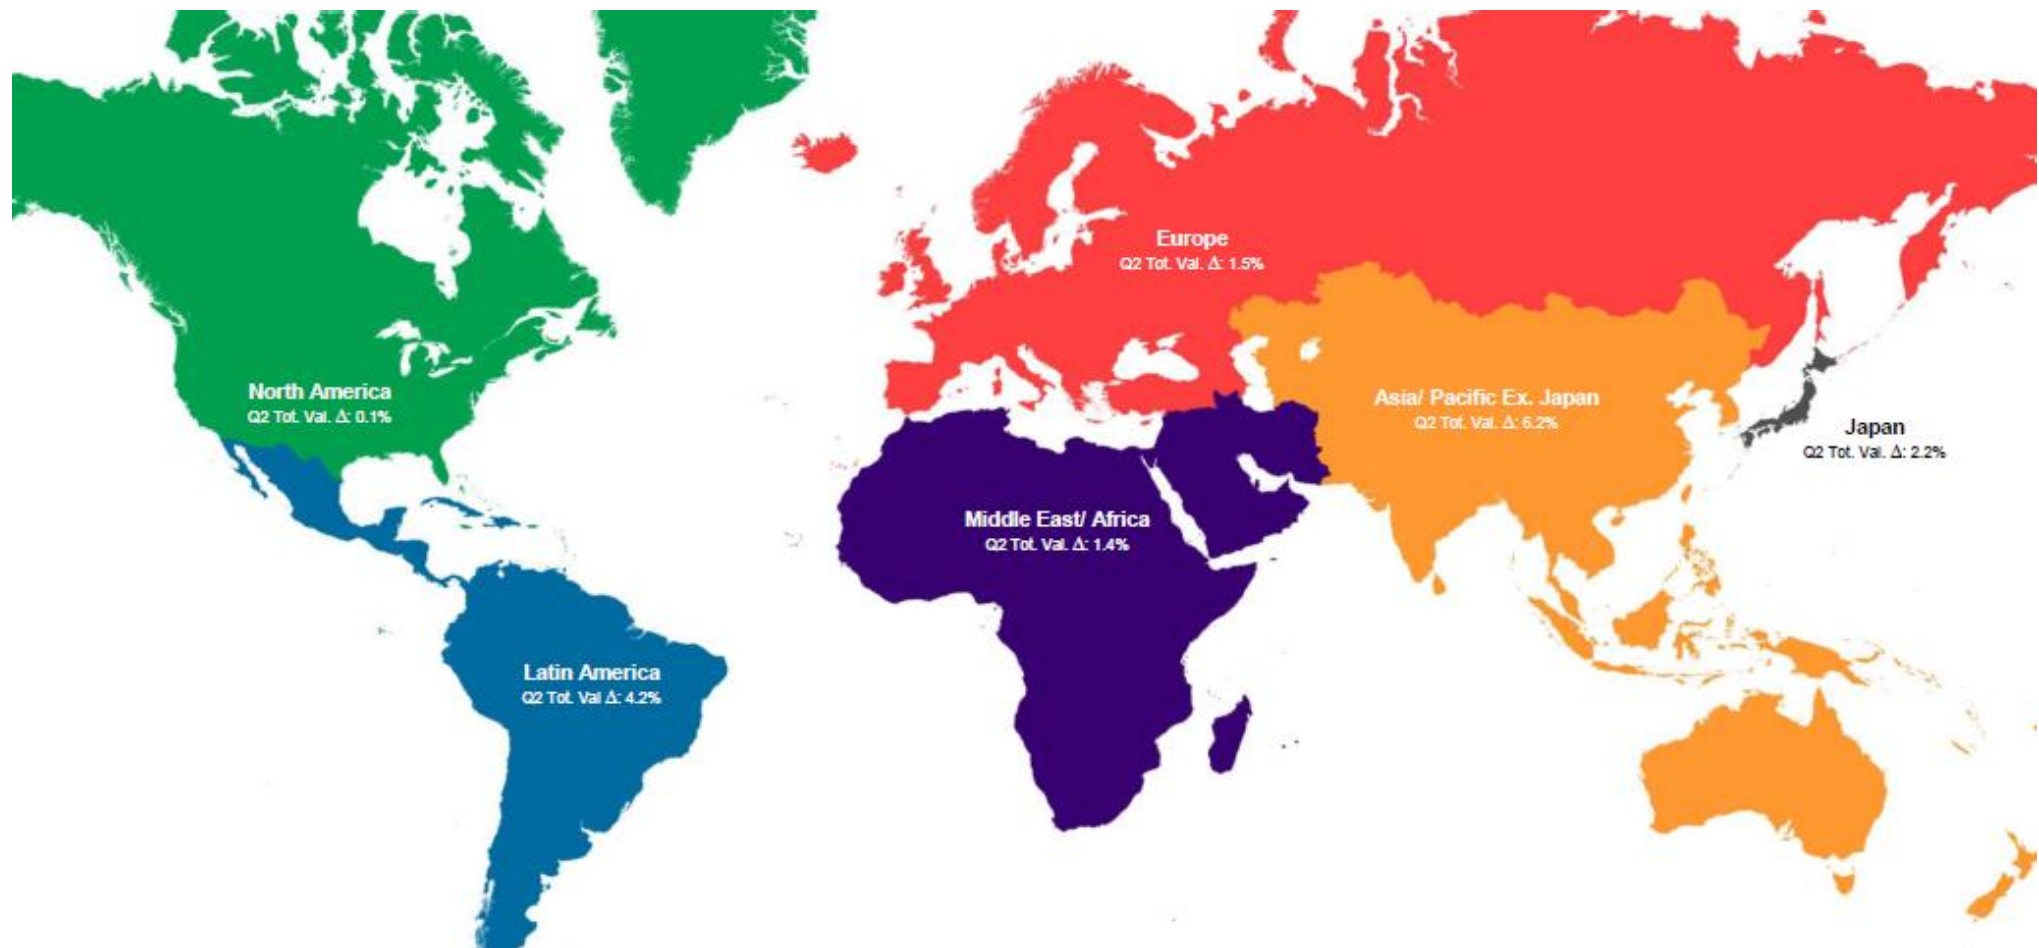 Europe
Q2 Tot. Val. Δ: 1.5%
North America
Q2 Tot. Val. Δ: 0.1%
Asia/ Pacific Ex. Japan
Q2 Tot. Val. Δ: 6.2%
Japan
Q2 Tot. Val. Δ: 2.2%
Middle East/ Africa
Q2 Tot. Val. Δ: 1.4%
Latin America
Q2 Tot. Val Δ: 4.2%